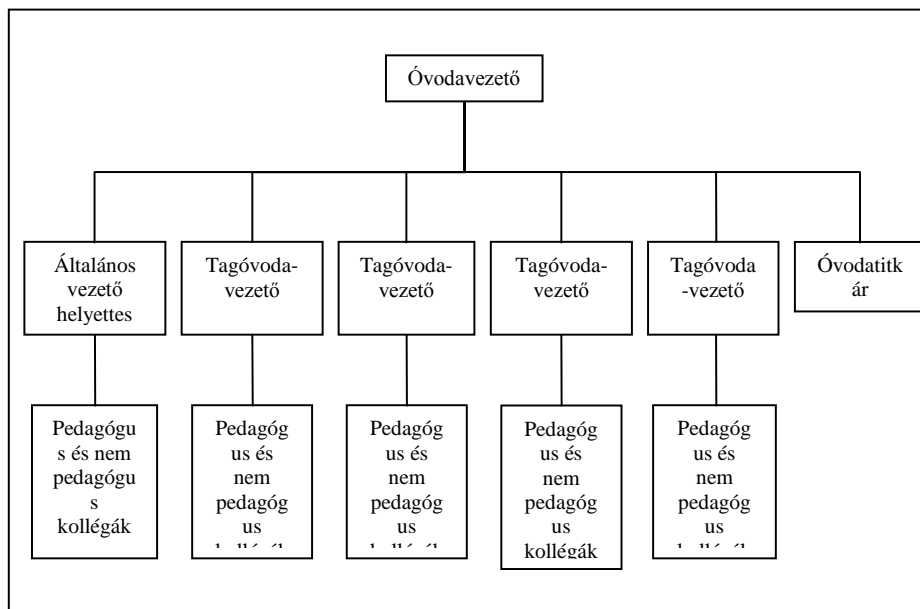 Óvodavezető
Általános
vezető
helyettes
Tagóvoda-
vezető
Tagóvoda-
vezető
Tagóvoda-
vezető
Tagóvoda
-vezető
Óvodatitk
ár
Pedagógu
s és nem
pedagógu
s
kollégák
Pedagóg
us és
nem
pedagóg
us
Pedagóg
us és
nem
pedagóg
us
Pedagóg
us és
nem
pedagóg
us
kollégák
Pedagóg
us és
nem
pedagóg
us